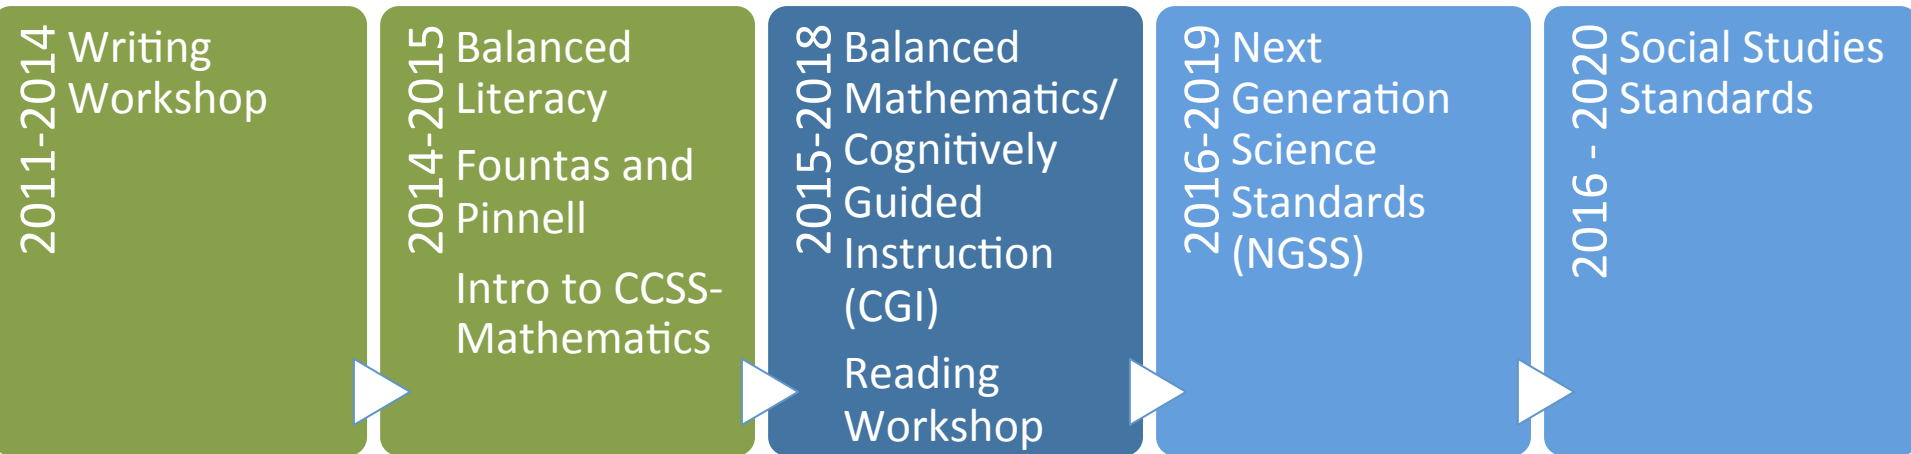 2011-2014
Writing
Workshop
2014-2015
Balanced
Literacy
Fountas and
Pinnell
Intro to CCSS-
Mathematics
2015-2018
Balanced
Mathematics/
Cognitively
Guided
Instruction
(CGI)
Reading
Workshop
2016-2019
Next
Generation
Science
Standards
(NGSS)
2016 - 2020
Social Studies
Standards